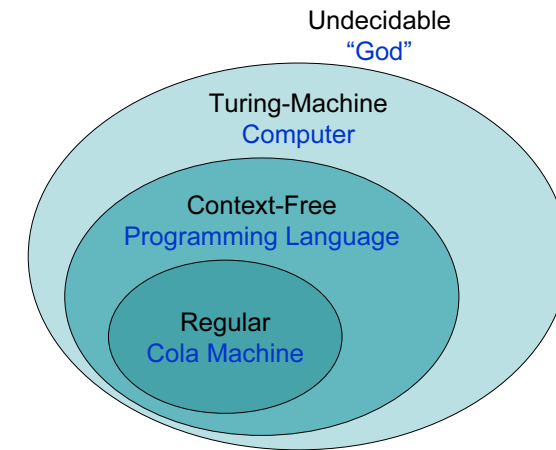 Undecidable
“God”
Turing-Machine
Computer
Context-Free
Programming Language
Regular
Cola Machine